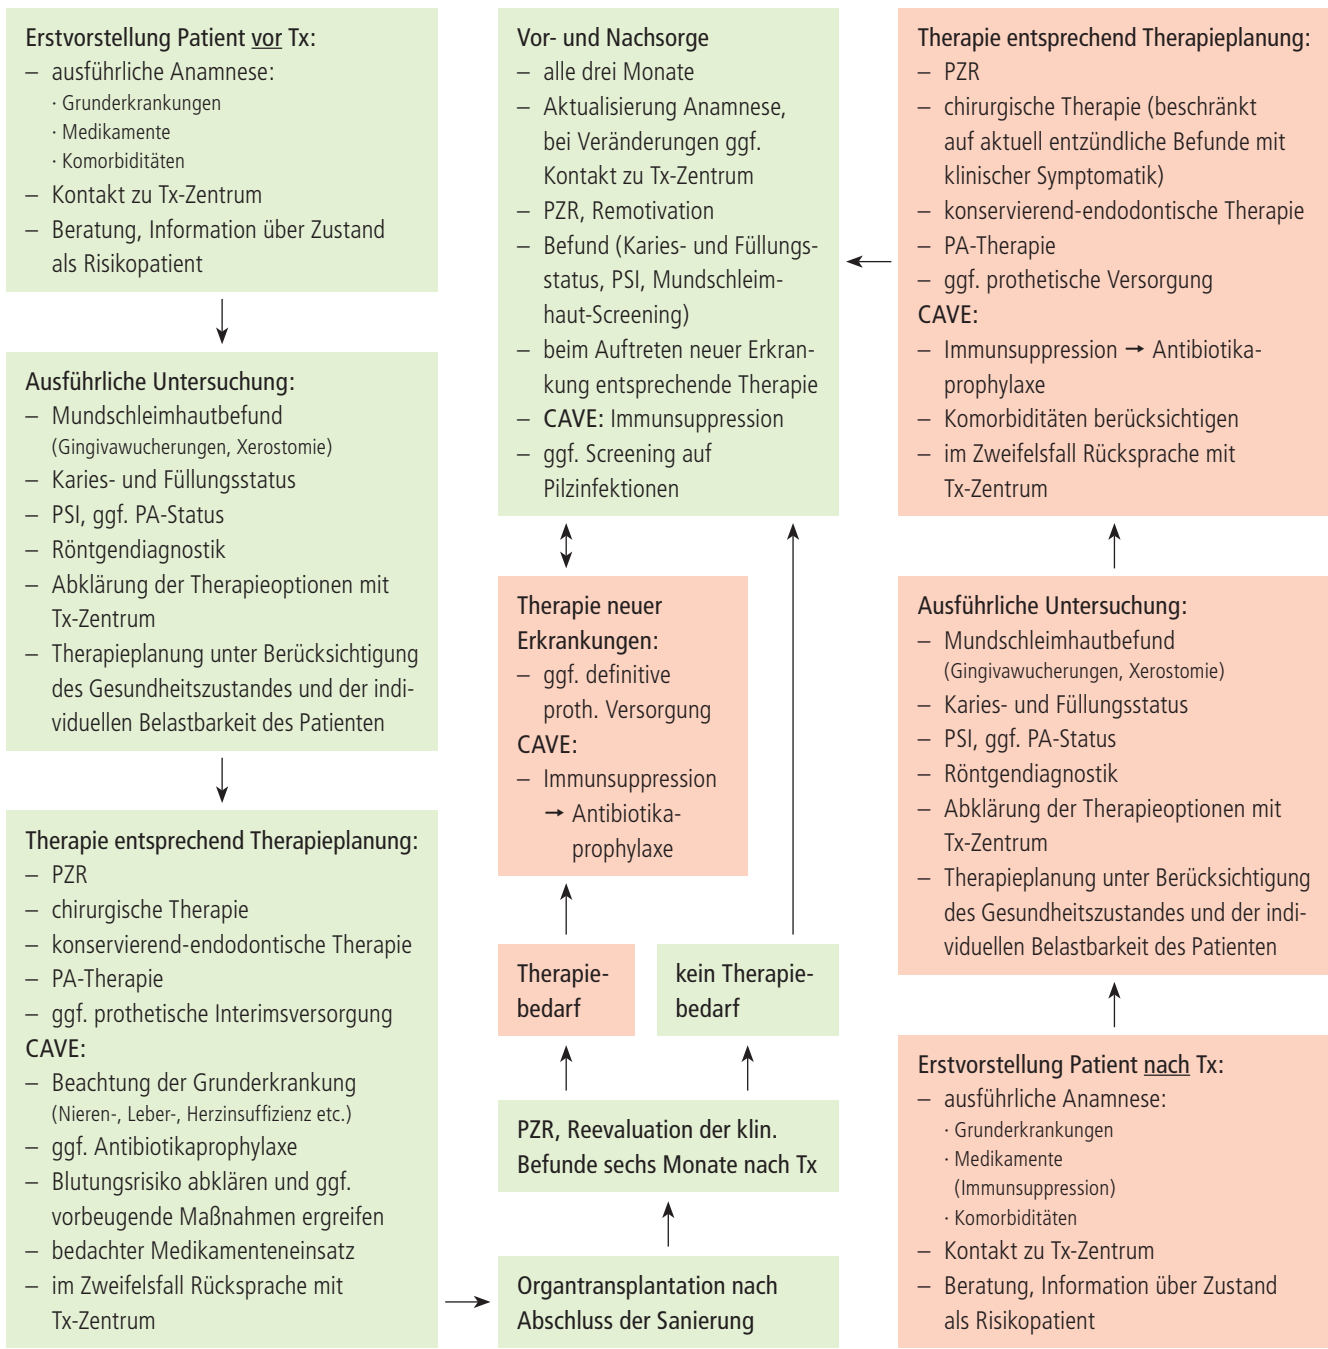 Erstvorstellung Patient vor Tx:
– ausführliche Anamnese:
· Grunderkrankungen
· Medikamente
· Komorbiditäten
– Kontakt zu Tx-Zentrum
– Beratung, Information über Zustand
als Risikopatient
Ausführliche Untersuchung:
– Mundschleimhautbefund
(Gingivawucherungen, Xerostomie)
– Karies- und Füllungsstatus
– PSI, ggf. PA-Status
– Röntgendiagnostik
– Abklärung der Therapieoptionen mit
Tx-Zentrum
– Therapieplanung unter Berücksichtigung
des Gesundheitszustandes und der indi-
viduellen Belastbarkeit des Patienten
Therapie entsprechend Therapieplanung:
– PZR
– chirurgische Therapie
– konservierend-endodontische Therapie
– PA-Therapie
– ggf. prothetische Interimsversorgung
CAVE:
– Beachtung der Grunderkrankung
(Nieren-, Leber-, Herzinsuffizienz etc.)
– ggf. Antibiotikaprophylaxe
– Blutungsrisiko abklären und ggf.
vorbeugende Maßnahmen ergreifen
– bedachter Medikamenteneinsatz
– im Zweifelsfall Rücksprache mit
Tx-Zentrum
Organtransplantation nach
Abschluss der Sanierung
PZR, Reevaluation der klin.
Befunde sechs Monate nach Tx
Therapie-
bedarf
kein Therapie-
bedarf
Therapie neuer
Erkrankungen:
– ggf. definitive
proth. Versorgung
CAVE:
– Immunsuppression
→ Antibiotika-
prophylaxe
Vor- und Nachsorge
– alle drei Monate
– Aktualisierung Anamnese,
bei Veränderungen ggf.
Kontakt zu Tx-Zentrum
– PZR, Remotivation
– Befund (Karies- und Füllungs-
status, PSI, Mundschleim-
haut-Screening)
– beim Auftreten neuer Erkran-
kung entsprechende Therapie
– CAVE: Immunsuppression
– ggf. Screening auf
Pilzinfektionen
Therapie entsprechend Therapieplanung:
– PZR
– chirurgische Therapie (beschränkt
auf aktuell entzündliche Befunde mit
klinischer Symptomatik)
– konservierend-endodontische Therapie
– PA-Therapie
– ggf. prothetische Versorgung
CAVE:
– Immunsuppression → Antibiotika-
prophylaxe
– Komorbiditäten berücksichtigen
– im Zweifelsfall Rücksprache mit
Tx-Zentrum
Ausführliche Untersuchung:
– Mundschleimhautbefund
(Gingivawucherungen, Xerostomie)
– Karies- und Füllungsstatus
– PSI, ggf. PA-Status
– Röntgendiagnostik
– Abklärung der Therapieoptionen mit
Tx-Zentrum
– Therapieplanung unter Berücksichtigung
des Gesundheitszustandes und der indi-
viduellen Belastbarkeit des Patienten
Erstvorstellung Patient nach Tx:
– ausführliche Anamnese:
· Grunderkrankungen
· Medikamente
(Immunsuppression)
· Komorbiditäten
– Kontakt zu Tx-Zentrum
– Beratung, Information über Zustand
als Risikopatient